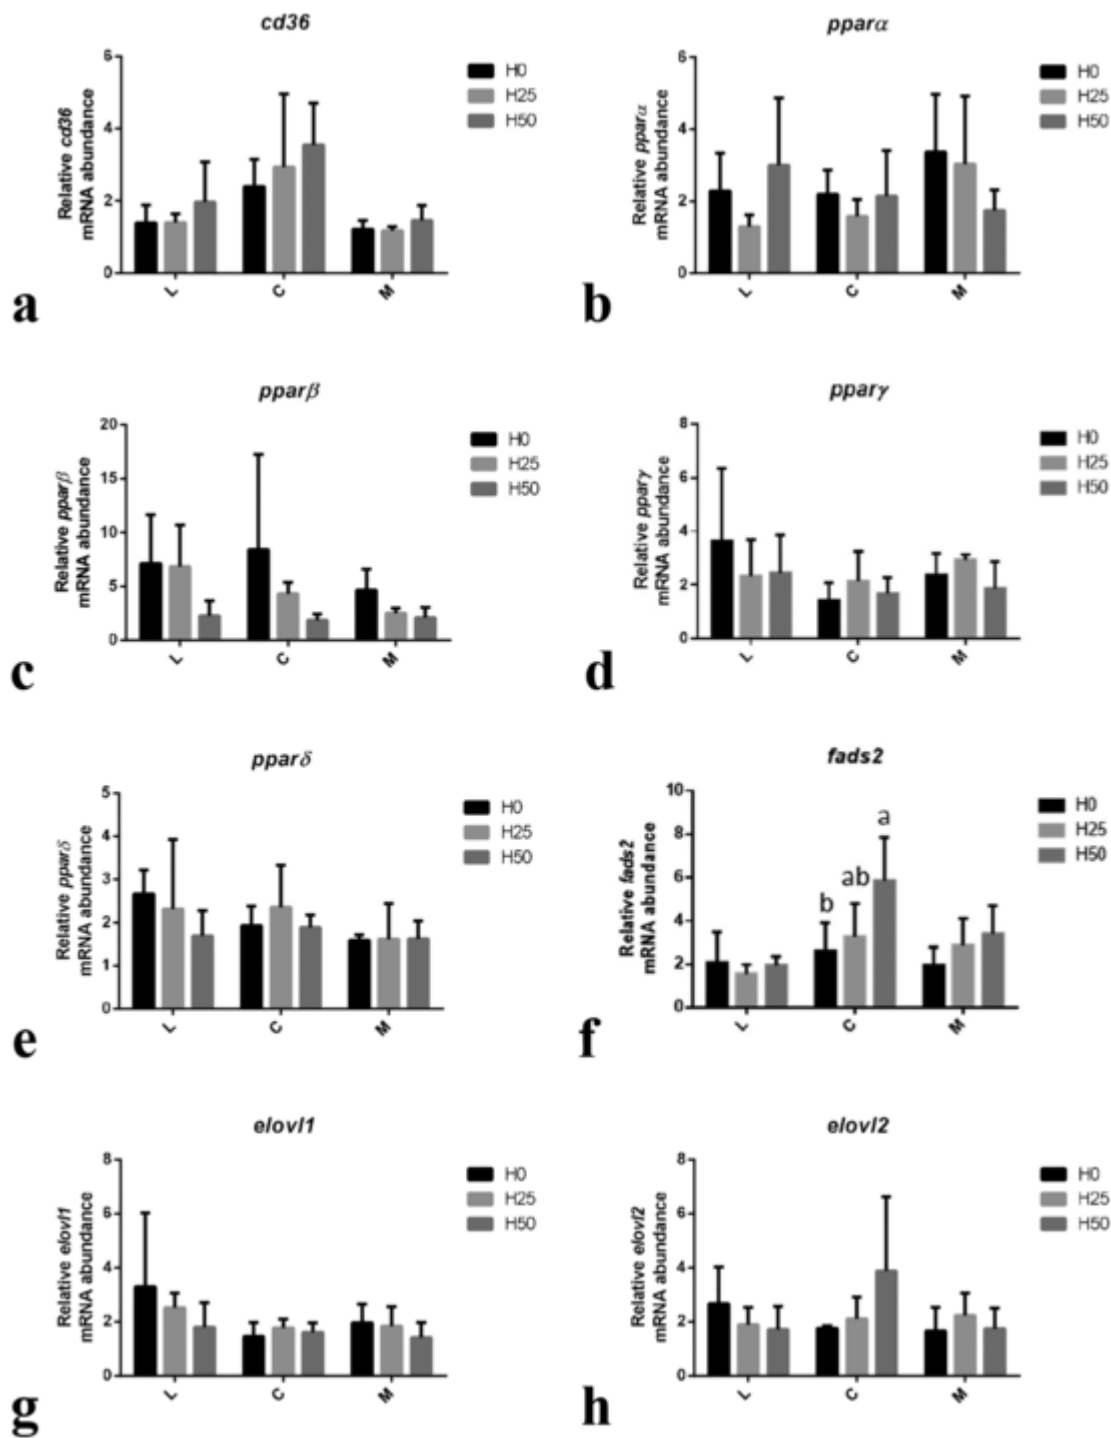 cd36
Relative cd36
mRNA abundance
6
4
2
0
L
C
M
H0
H25
H50
a
pparα
Relative pparα
mRNA abundance
6
4
2
0
L
C
M
H0
H25
H50
b
pparβ
Relative pparβ
mRNA abundance
20
15
10
5
0
L
C
M
H0
H25
H50
c
pparγ
Relative pparγ
mRNA abundance
8
6
4
2
0
L
C
M
H0
H25
H50
d
pparδ
Relative pparδ
mRNA abundance
5
4
3
2
1
0
L
C
M
H0
H25
H50
e
fads2
Relative fads2
mRNA abundance
10
8
6
4
2
0
b
ab
a
L
C
M
H0
H25
H50
f
elovl1
Relative elovl1
mRNA abundance
8
6
4
2
0
L
C
M
H0
H25
H50
g
elovl2
Relative elovl2
mRNA abundance
8
6
4
2
0
L
C
M
H0
H25
H50
h